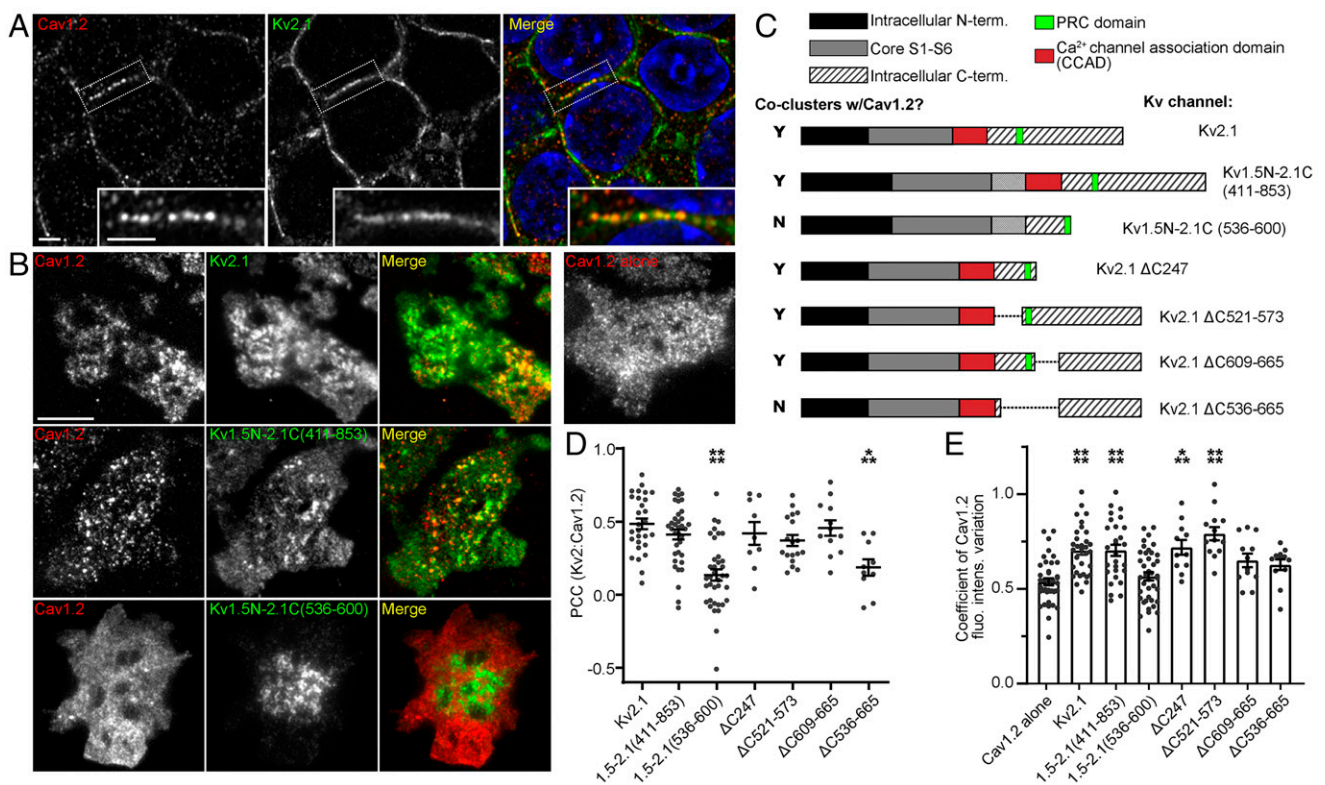 A
Cav1.2
Kv2.1
Merge
B
Cav1.2
Kv2.1
Merge
Cav1.2 alone
Cav1.2
Kv1.5N-2.1C(411-853)
Merge
Cav1.2
Kv1.5N-2.1C(536-600)
Merge
C
Intracellular N-term.
Core S1-S6
Intracellular C-term.
PRC domain
Ca²⁺ channel association domain
(CCAD)
Co-clusters w/Cav1.2?
Kv channel:
Y
Kv2.1
Y
Kv1.5N-2.1C
(411-853)
N
Kv1.5N-2.1C (536-600)
Y
Kv2.1 ΔC247
Y
Kv2.1 ΔC521-573
Y
Kv2.1 ΔC609-665
N
Kv2.1 ΔC536-665
D
PCC (Kv2:Cav1.2)
1.0
0.5
0.0
-0.5
**
**
*
**
Kv2.1
1.5-2.1(411-853)
1.5-2.1(536-600)
ΔC247
ΔC521-573
ΔC609-665
ΔC536-665
E
Coefficient of Cav1.2
fluo. intens. variation
1.0
0.5
0.0
**
**
**
**
*
**
**
**
Cav1.2 alone
Kv2.1
1.5-2.1(411-853)
1.5-2.1(536-600)
ΔC247
ΔC521-573
ΔC609-665
ΔC536-665